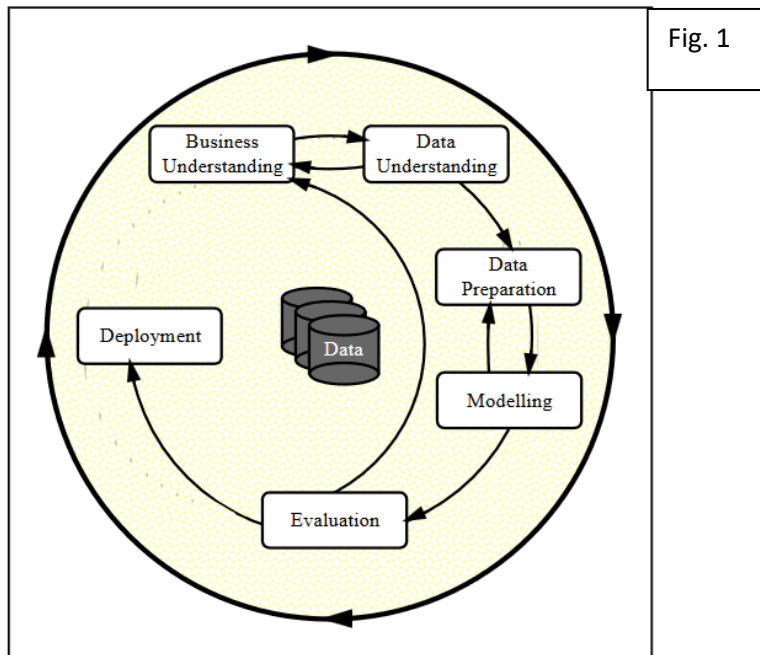 Fig. 1
Business
Understanding
Data
Understanding
Data
Preparation
Deployment
Data
Modelling
Evaluation